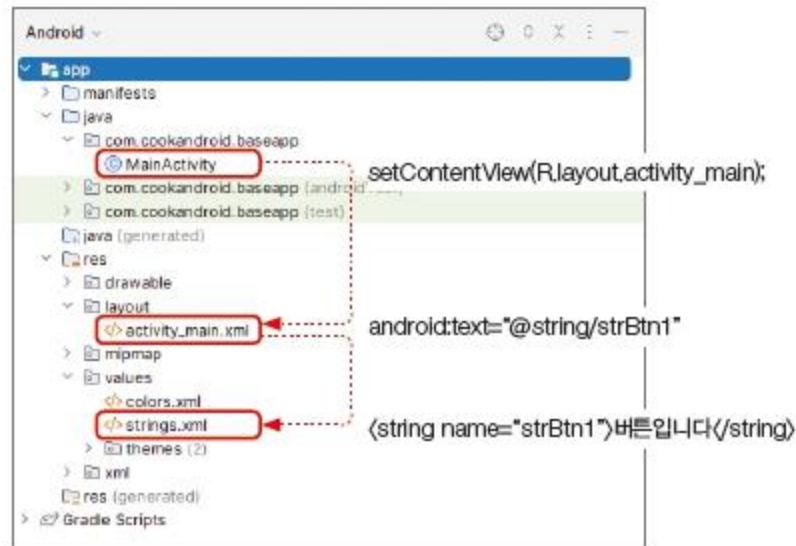 Android
app
manifests
java
com.cookandroid.baseapp
MainActivity
setContentView(R.layout.activity_main);
com.cookandroid.baseapp
com.cookandroid.baseapp (test)
java (generated)
res
drawable
layout
activity_main.xml
android:text="@string/strBtn1"
mipmap
values
colors.xml
strings.xml
<string name="strBtn1">버튼입니다</string>
themes (2)
xml
res (generated)
Gradle Scripts